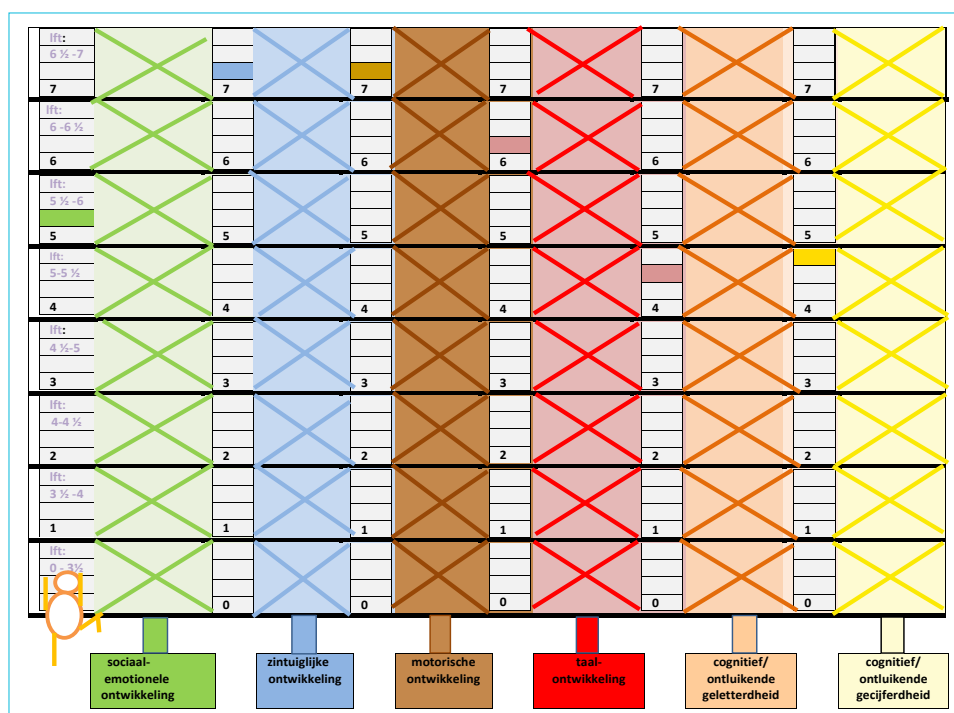 lft:
6 ½ -7
7 7 7 7 7 7
lft:
6 -6 ½
6 6 6 6 6 6
lft:
5 ½ -6
5 5 5 5 5 5
lft:
5-5 ½
4 4 4 4 4 4
lft:
4 ½-5
3 3 3 3 3 3
lft:
4-4 ½
2 2 2 2 2 2
lft:
3 ½ -4
1 1 1 1 1 1
lft:
0 - 3½
0 0 0 0 0
sociaal-
emotionele
ontwikkeling
zintuiglijke
ontwikkeling
motorische
ontwikkeling
taal-
ontwikkeling
cognitief/
ontluikende
geletterdheid
cognitief/
ontluikende
gecijferdheid